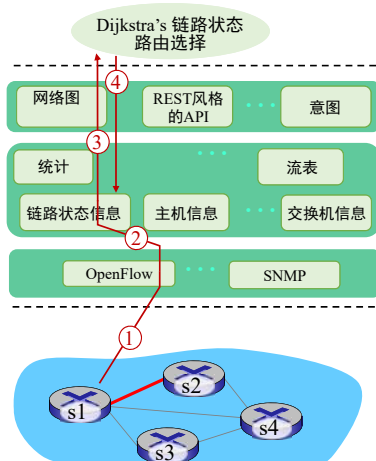 Dijkstra's 链路状态
路由选择
④
网络图
REST风格
的API
意图
③
统计
流表
链路状态信息
主机信息
交换机信息
②
OpenFlow
SNMP
①
s2
s1
s4
s3